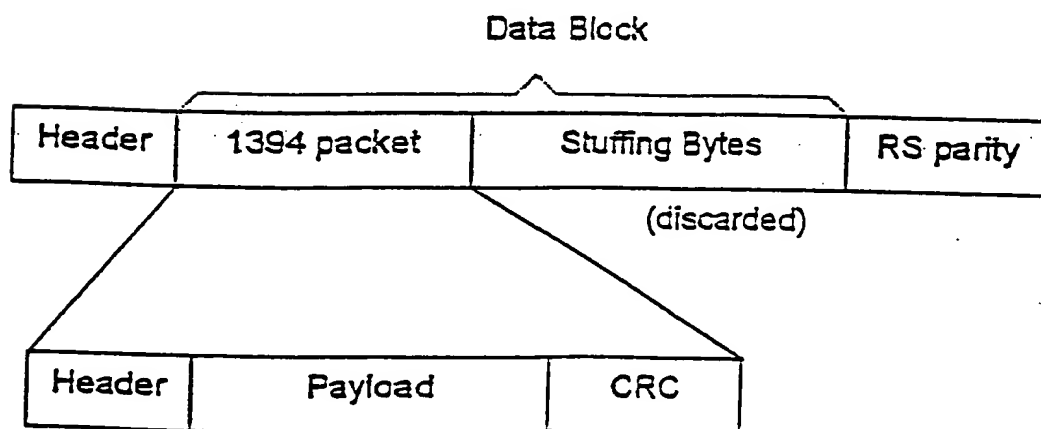 Data Block
Header 1394 packet Stuffing Bytes RS parity
(discarded)
Header Payload CRC